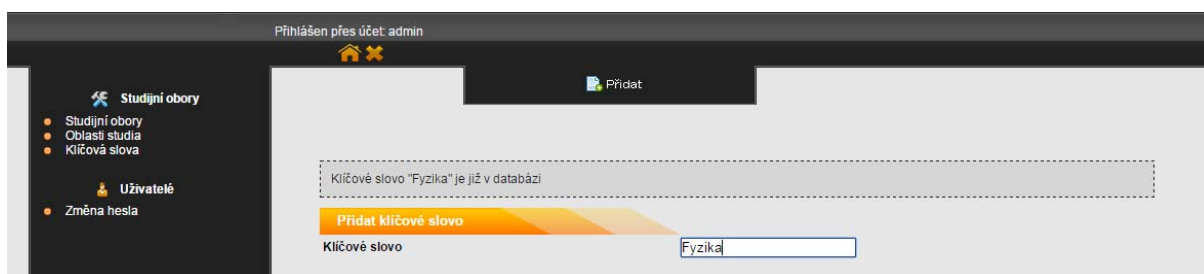 Přihlášen přes účet: admin
Přidat
Studijní obory
Studijní obory
Oblasti studia
Klíčová slova
Uživatelé
Změna hesla
Klíčové slovo "Fyzika" je již v databázi
Přidat klíčové slovo
Klíčové slovo Fyzika